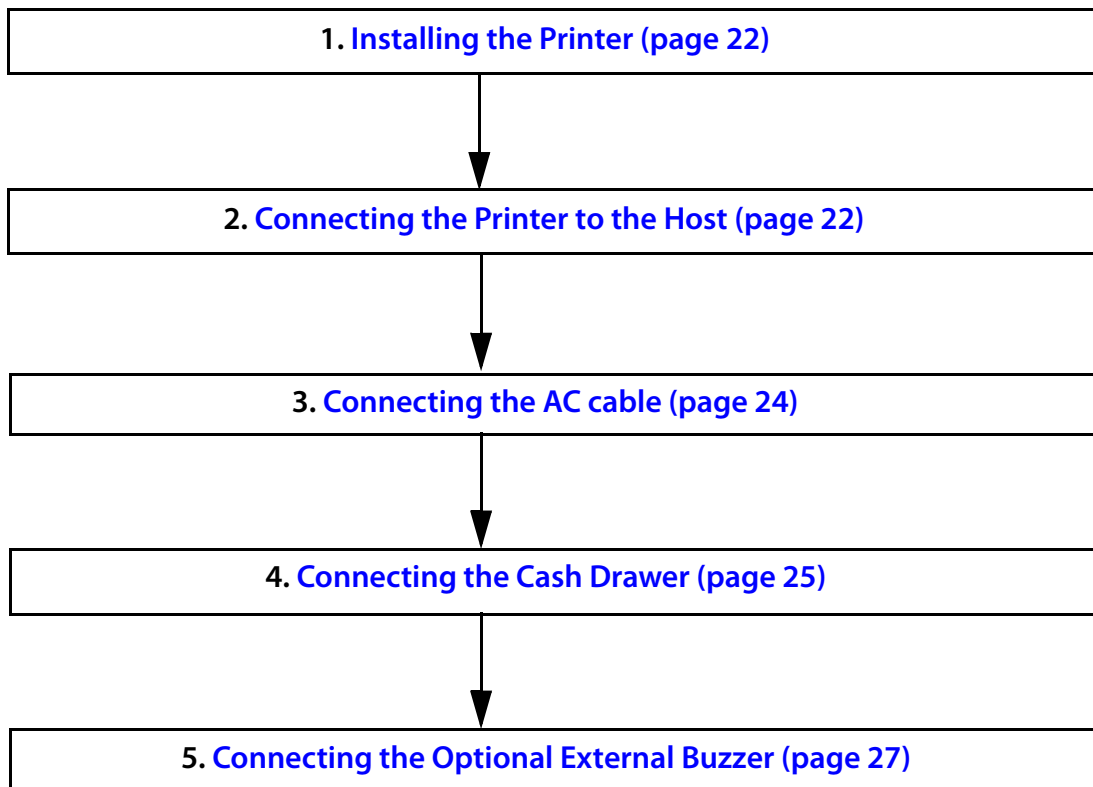 1. Installing the Printer (page 22)
2. Connecting the Printer to the Host (page 22)
3. Connecting the AC cable (page 24)
4. Connecting the Cash Drawer (page 25)
5. Connecting the Optional External Buzzer (page 27)